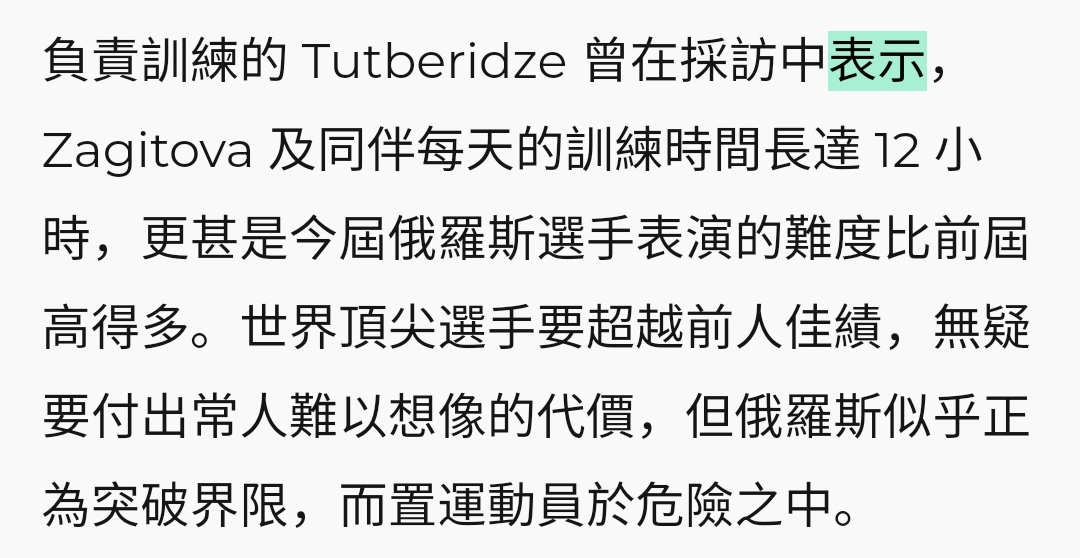 負責訓練的 Tutberidze 曾在採訪中表示，
Zagitova 及同伴每天的訓練時間長達 12 小
時，更甚是今屆俄羅斯選手表演的難度比前屆
高得多。世界頂尖選手要超越前人佳績，無疑
要付出常人難以想像的代價，但俄羅斯似乎正
為突破界限，而置運動員於危險之中。